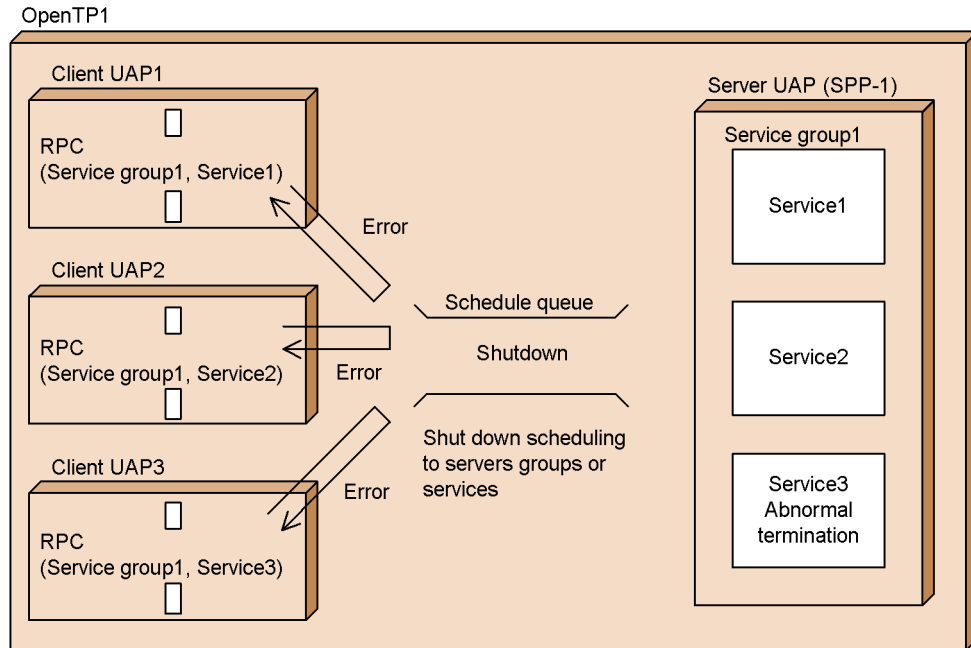 OpenTP1
Client UAP1
RPC
(Service group1, Service1)
Error
Client UAP2
RPC
(Service group1, Service2)
Error
Client UAP3
RPC
(Service group1, Service3)
Error
Schedule queue
Shutdown
Shut down scheduling
to servers groups or
services
Server UAP (SPP-1)
Service group1
Service1
Service2
Service3
Abnormal
termination